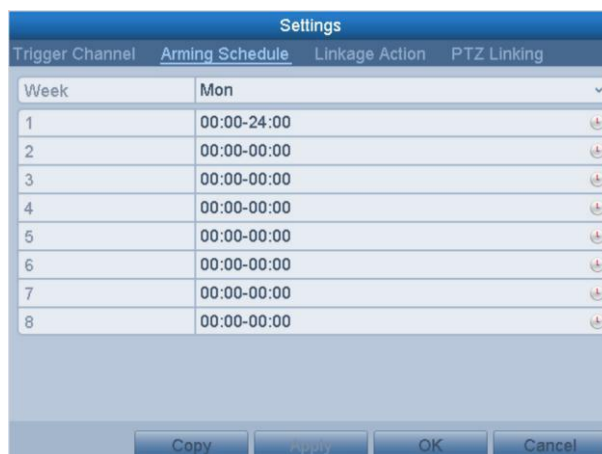 Settings
Trigger Channel Arming Schedule Linkage Action PTZ Linking
Week Mon
1 00:00-24:00
2 00:00-00:00
3 00:00-00:00
4 00:00-00:00
5 00:00-00:00
6 00:00-00:00
7 00:00-00:00
8 00:00-00:00
Copy Apply OK Cancel